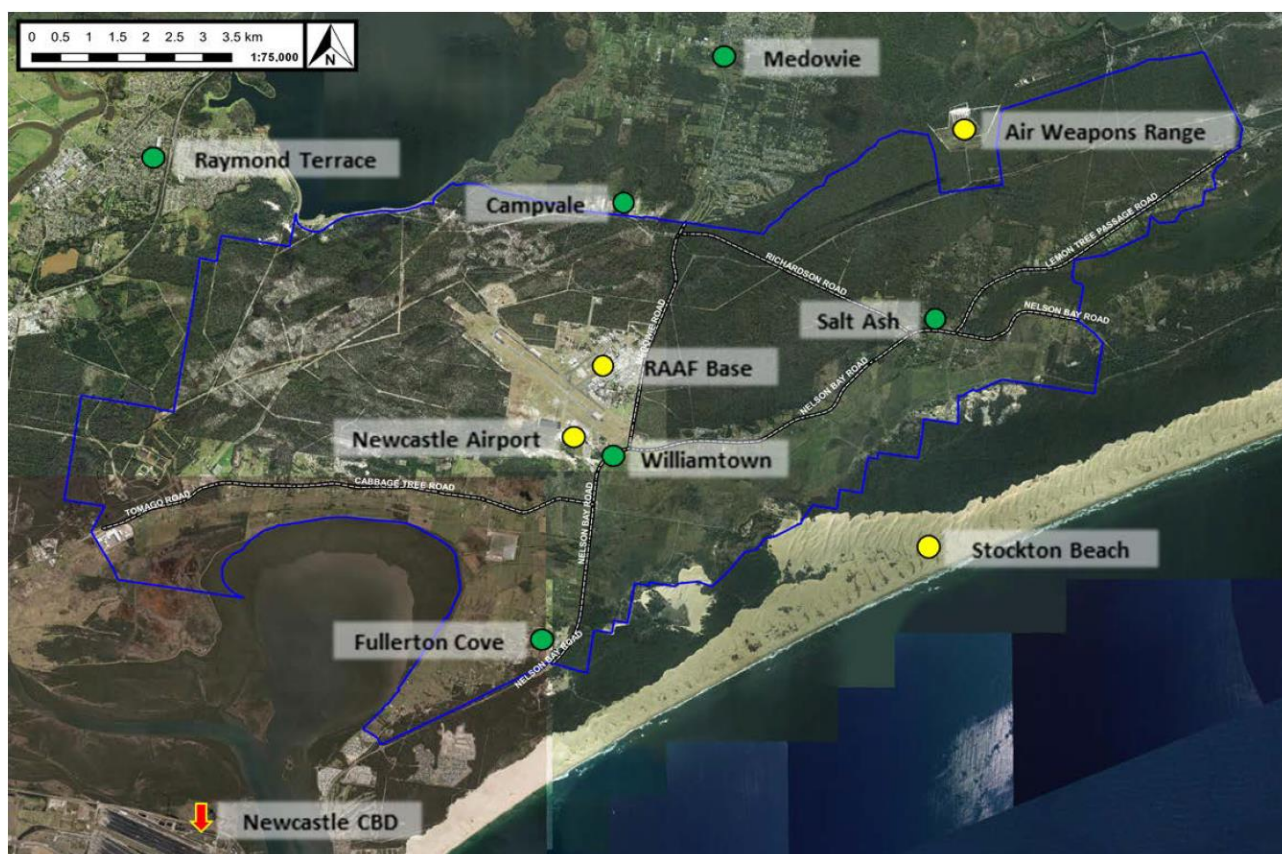 0 0.5 1 1.5 2 2.5 3 3.5 km
1:75,000
N
Medowie
Air Weapons Range
Raymond Terrace
Campvale
LEMON TREE PASSAGE ROAD
RICHARDSON ROAD
Salt Ash
NELSON BAY ROAD
RAAF Base
NELSON BAY ROAD
Newcastle Airport
Williamtown
CABBAGE TREE ROAD
TOMAGO ROAD
NELSON BAY ROAD
Stockton Beach
Fullerton Cove
NELSON BAY ROAD
Newcastle CBD